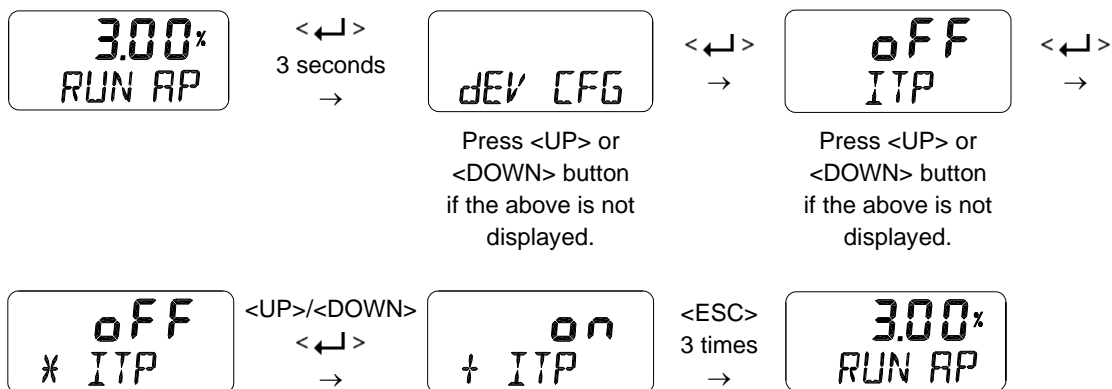 3.00%
RUN AP
<↵>
3 seconds
→
dEV CFG
Press <UP> or
<DOWN> button
if the above is not
displayed.
<↵>
→
oFF
ITP
Press <UP> or
<DOWN> button
if the above is not
displayed.
<↵>
→
oFF
* ITP
<UP>/<DOWN>
<↵>
→
on
+ ITP
<ESC>
3 times
→
3.00%
RUN AP